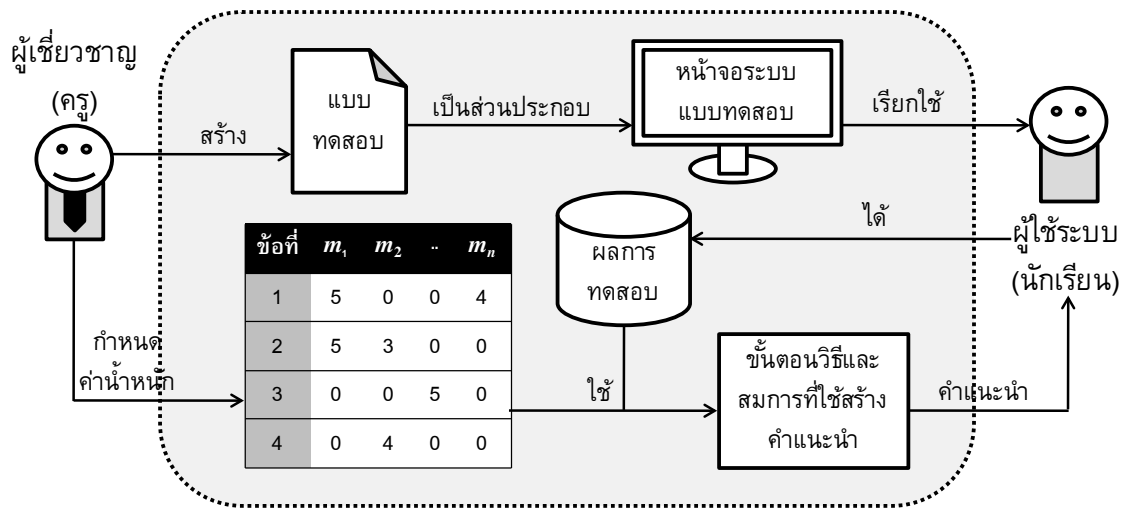 ผู้เชี่ยวชาญ
(ครู)
สร้าง
แบบ
ทดสอบ
เป็นส่วนประกอบ
หน้าจอระบบ
แบบทดสอบ
เรียกใช้
ผู้ใช้ระบบ
(นักเรียน)
ได้
ผลการ
ทดสอบ
กำหนด
ค่าน้ำหนัก
ข้อที่ m₁ m₂ .. mₙ
1 5 0 0 4
2 5 3 0 0
3 0 0 5 0
4 0 4 0 0
ใช้
ขั้นตอนวิธีและ
สมการที่ใช้สร้าง
คำแนะนำ
คำแนะนำ